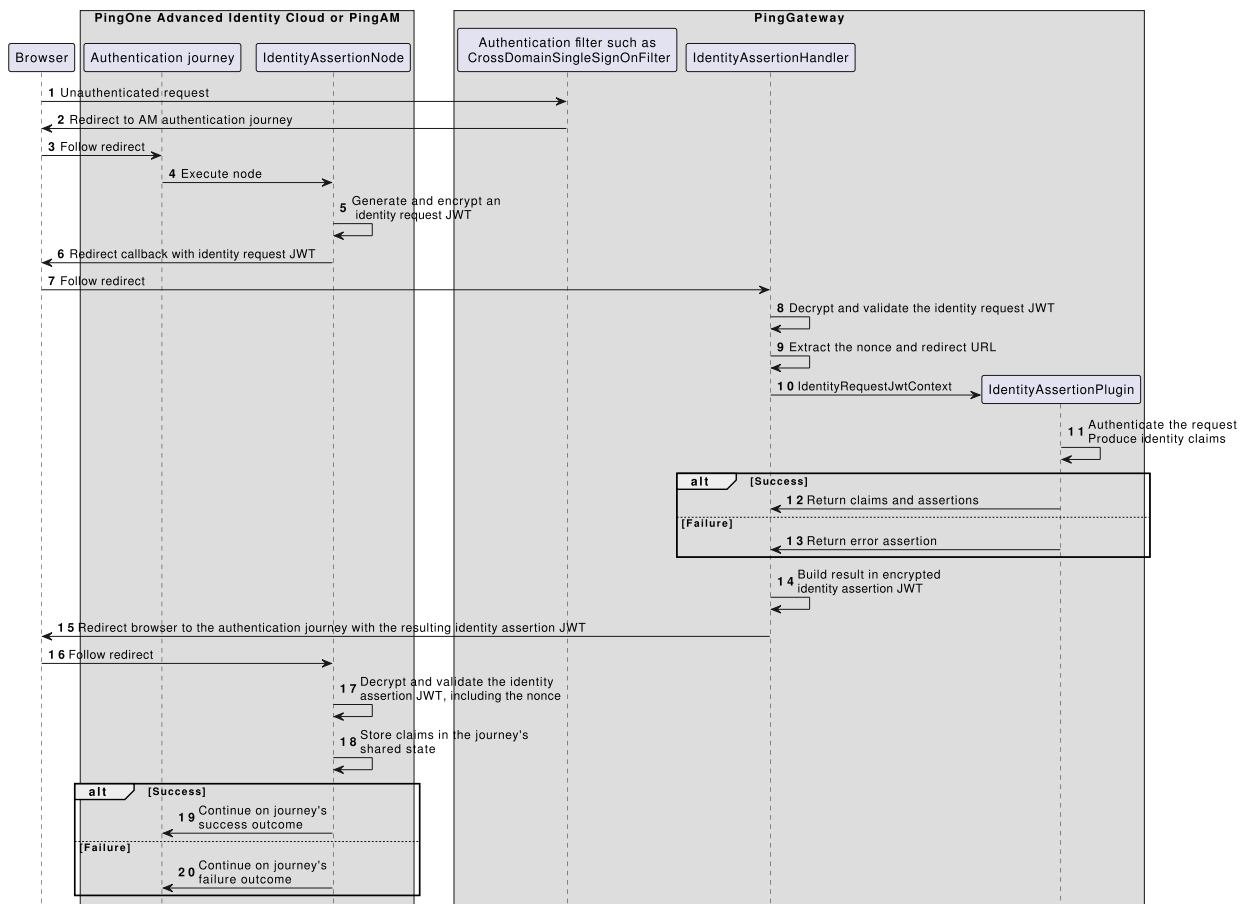 PingOne Advanced Identity Cloud or PingAM
PingGateway
Browser
Authentication journey
IdentityAssertionNode
Authentication filter such as
CrossDomainSingleSignOnFilter
IdentityAssertionHandler
1 Unauthenticated request
2 Redirect to AM authentication journey
3 Follow redirect
4 Execute node
5 Generate and encrypt an
identity request JWT
6 Redirect callback with identity request JWT
7 Follow redirect
8 Decrypt and validate the identity request JWT
9 Extract the nonce and redirect URL
10 IdentityRequestJwtContext
IdentityAssertionPlugin
11 Authenticate the request
Produce identity claims
alt [Success]
12 Return claims and assertions
[Failure]
13 Return error assertion
14 Build result in encrypted
identity assertion JWT
15 Redirect browser to the authentication journey with the resulting identity assertion JWT
16 Follow redirect
17 Decrypt and validate the identity
assertion JWT, including the nonce
18 Store claims in the journey's
shared state
alt [Success]
19 Continue on journey's
success outcome
[Failure]
20 Continue on journey's
failure outcome